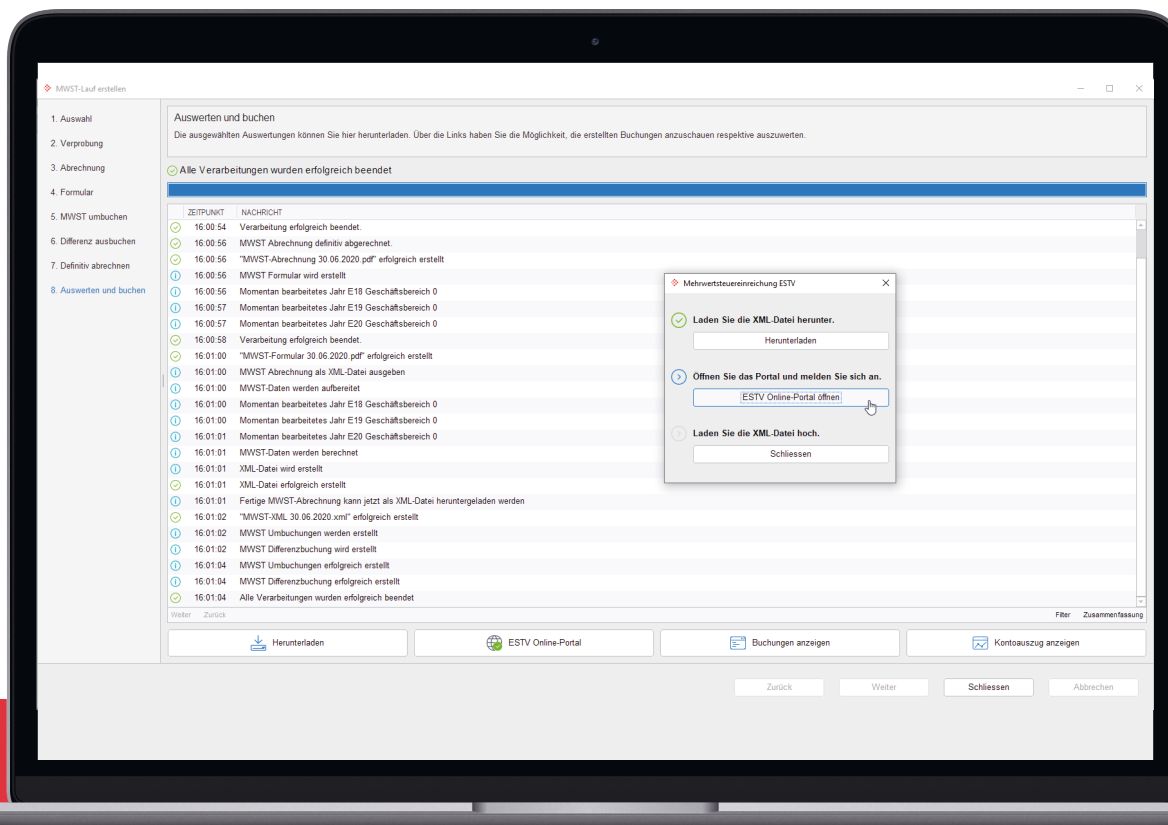 MWST-Lauf erstellen
1. Auswahl
2. Verprobung
3. Abrechnung
4. Formular
5. MWST umbuchen
6. Differenz ausbuchen
7. Definitiv abrechnen
8. Auswerten und buchen
Auswerten und buchen
Die ausgewählten Auswertungen können Sie hier herunterladen. Über die Links haben Sie die Möglichkeit, die erstellten Buchungen anzuschauen respektive auszuwerten.
Alle Verarbeitungen wurden erfolgreich beendet
ZEITPUNKT NACHRICHT
16:00:54 Verarbeitung erfolgreich beendet.
16:00:56 MWST Abrechnung definitiv abgerechnet.
16:00:56 "MWST-Abrechnung 30.06.2020.pdf" erfolgreich erstellt
16:00:56 MWST Formular wird erstellt
16:00:56 Momentan bearbeitetes Jahr E18 Geschäftsbereich 0
16:00:57 Momentan bearbeitetes Jahr E19 Geschäftsbereich 0
16:00:57 Momentan bearbeitetes Jahr E20 Geschäftsbereich 0
16:00:58 Verarbeitung erfolgreich beendet.
16:01:00 "MWST-Formular 30.06.2020.pdf" erfolgreich erstellt
16:01:00 MWST Abrechnung als XML-Datei ausgeben
16:01:00 MWST-Daten werden aufbereitet
16:01:00 Momentan bearbeitetes Jahr E18 Geschäftsbereich 0
16:01:00 Momentan bearbeitetes Jahr E19 Geschäftsbereich 0
16:01:01 Momentan bearbeitetes Jahr E20 Geschäftsbereich 0
16:01:01 MWST-Daten werden berechnet
16:01:01 XML-Datei wird erstellt
16:01:01 XML-Datei erfolgreich erstellt
16:01:01 Fertige MWST-Abrechnung kann jetzt als XML-Datei heruntergeladen werden
16:01:02 "MWST-XML 30.06.2020.xml" erfolgreich erstellt
16:01:02 MWST Umbuchungen werden erstellt
16:01:02 MWST Differenzbuchung wird erstellt
16:01:04 MWST Umbuchungen erfolgreich erstellt
16:01:04 MWST Differenzbuchung erfolgreich erstellt
16:01:04 Alle Verarbeitungen wurden erfolgreich beendet
Weiter Zurück Filter Zusammenfassung
Mehrwertsteuereinreichung ESTV
Laden Sie die XML-Datei herunter.
Herunterladen
Öffnen Sie das Portal und melden Sie sich an.
ESTV Online-Portal öffnen
Laden Sie die XML-Datei hoch.
Schliessen
Herunterladen ESTV Online-Portal Buchungen anzeigen Kontoauszug anzeigen
Zurück Weiter Schliessen Abbrechen